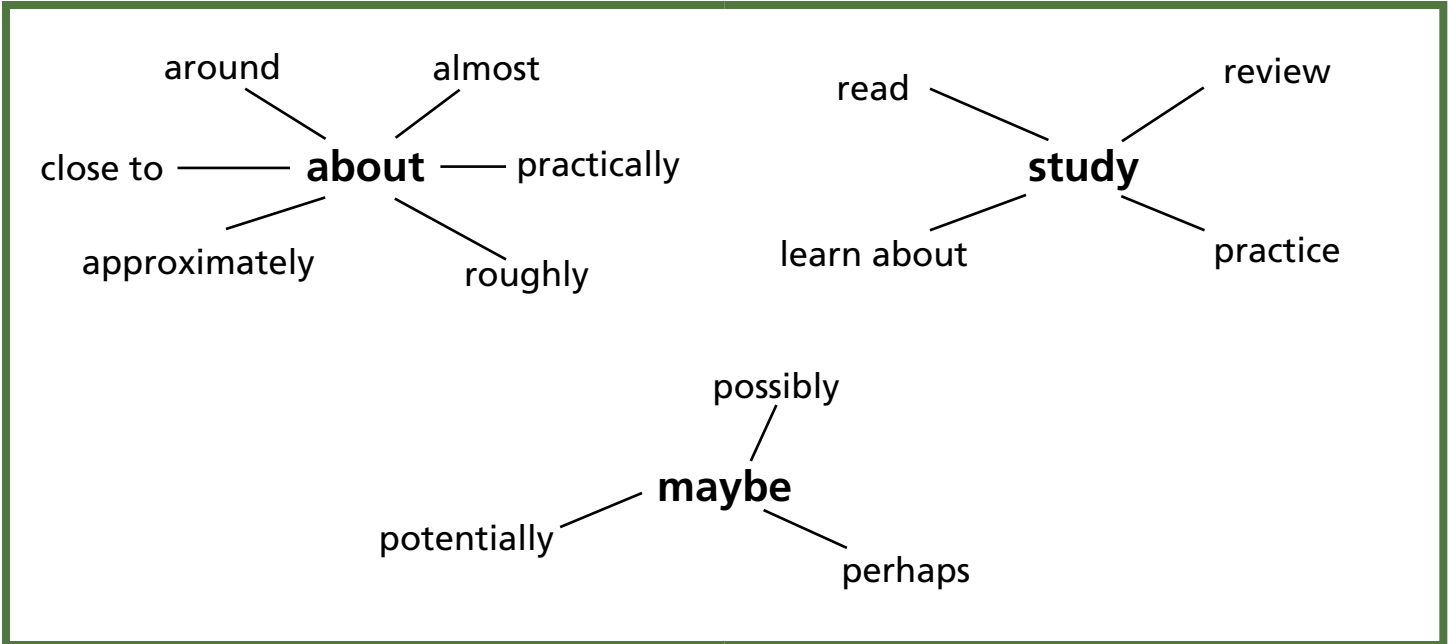 around
almost
close to
about
practically
approximately
roughly
read
review
study
learn about
practice
possibly
maybe
potentially
perhaps